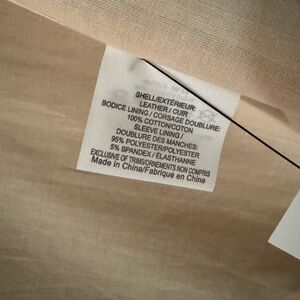 SHELL/EXTÉRIEUR:
LEATHER / CUIR
BODICE LINING / CORSAGE DOUBLURE:
100% COTTON/COTON
SLEEVE LINING /
DOUBLURE DES MANCHES:
95% POLYESTER/POLYESTER
5% SPANDEX / ÉLASTHANNE
EXCLUSIVE OF TRIMS/ORNEMENTS NON COMPRIS
Made in China/Fabriqué en Chine